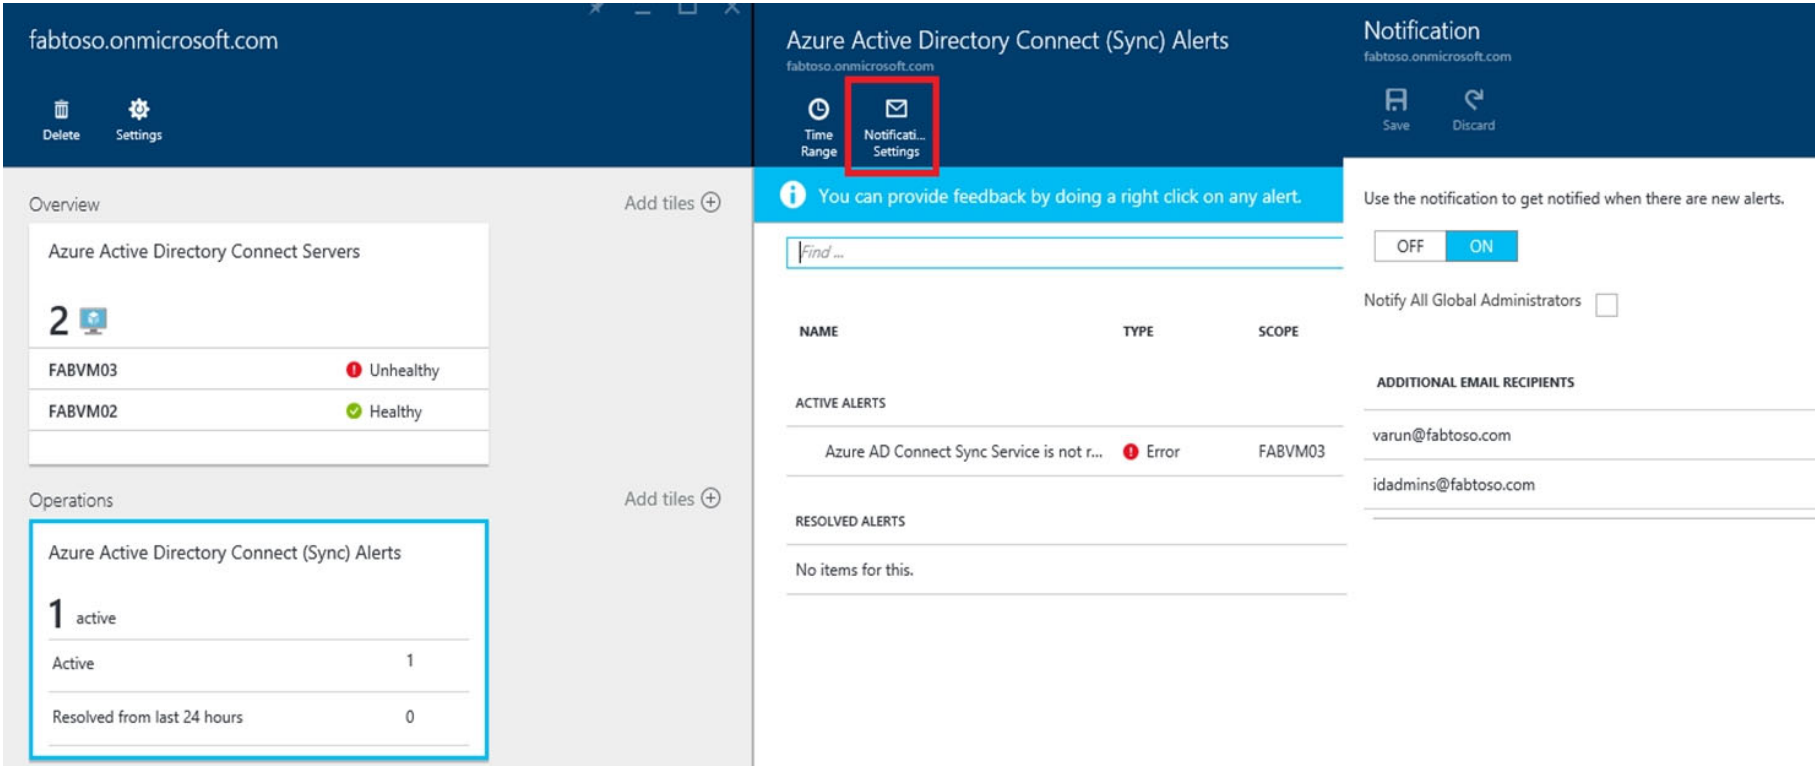 fabtoso.onmicrosoft.com
Delete
Settings
Overview
Add tiles
Azure Active Directory Connect Servers
2
FABVM03 Unhealthy
FABVM02 Healthy
Operations
Add tiles
Azure Active Directory Connect (Sync) Alerts
1 active
Active 1
Resolved from last 24 hours 0
Azure Active Directory Connect (Sync) Alerts
fabtoso.onmicrosoft.com
Time
Range
Notificati...
Settings
You can provide feedback by doing a right click on any alert.
Find ...
NAME TYPE SCOPE
ACTIVE ALERTS
Azure AD Connect Sync Service is not r... Error FABVM03
RESOLVED ALERTS
No items for this.
Notification
fabtoso.onmicrosoft.com
Save
Discard
Use the notification to get notified when there are new alerts.
OFF ON
Notify All Global Administrators
ADDITIONAL EMAIL RECIPIENTS
varun@fabtoso.com
idadmins@fabtoso.com